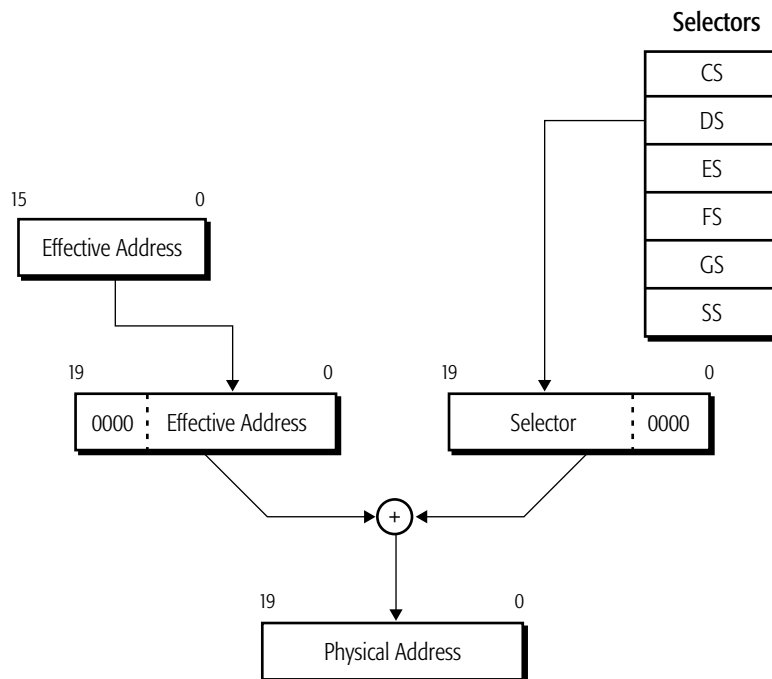 Selectors
CS
DS
ES
FS
GS
SS
15 0
Effective Address
19 0
0000 Effective Address
19 0
Selector 0000
+
19 0
Physical Address